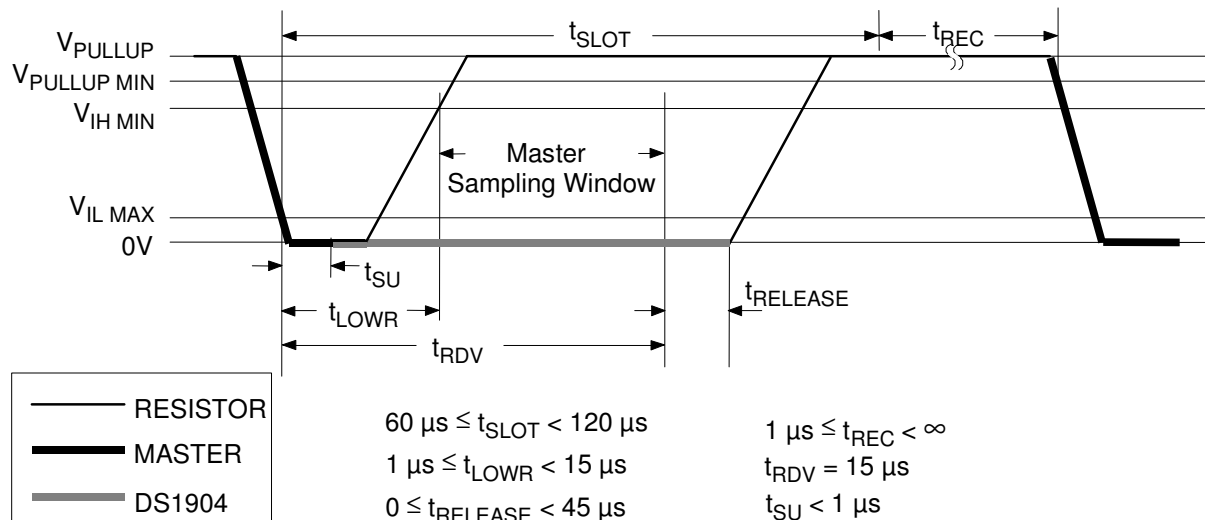 t_SLOT t_REC
V_PULLUP
V_PULLUP MIN
V_IH MIN
Master
Sampling Window
V_IL MAX
0V
t_SU
t_RELEASE
t_LOWR
t_RDV
RESISTOR
MASTER
DS1904
60 µs ≤ t_SLOT < 120 µs
1 µs ≤ t_LOWR < 15 µs
0 ≤ t_RELEASE < 45 µs
1 µs ≤ t_REC < ∞
t_RDV = 15 µs
t_SU < 1 µs